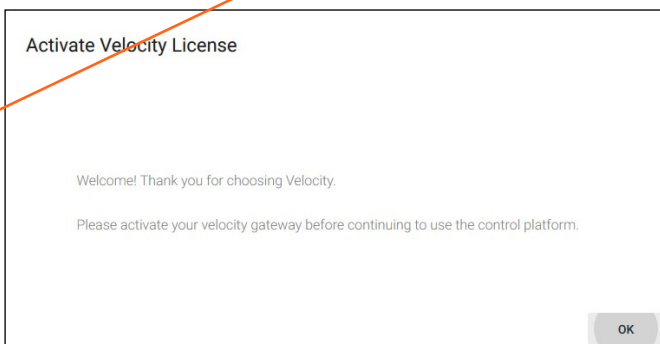 Activate Velocity License
Welcome! Thank you for choosing Velocity.
Please activate your velocity gateway before continuing to use the control platform.
OK